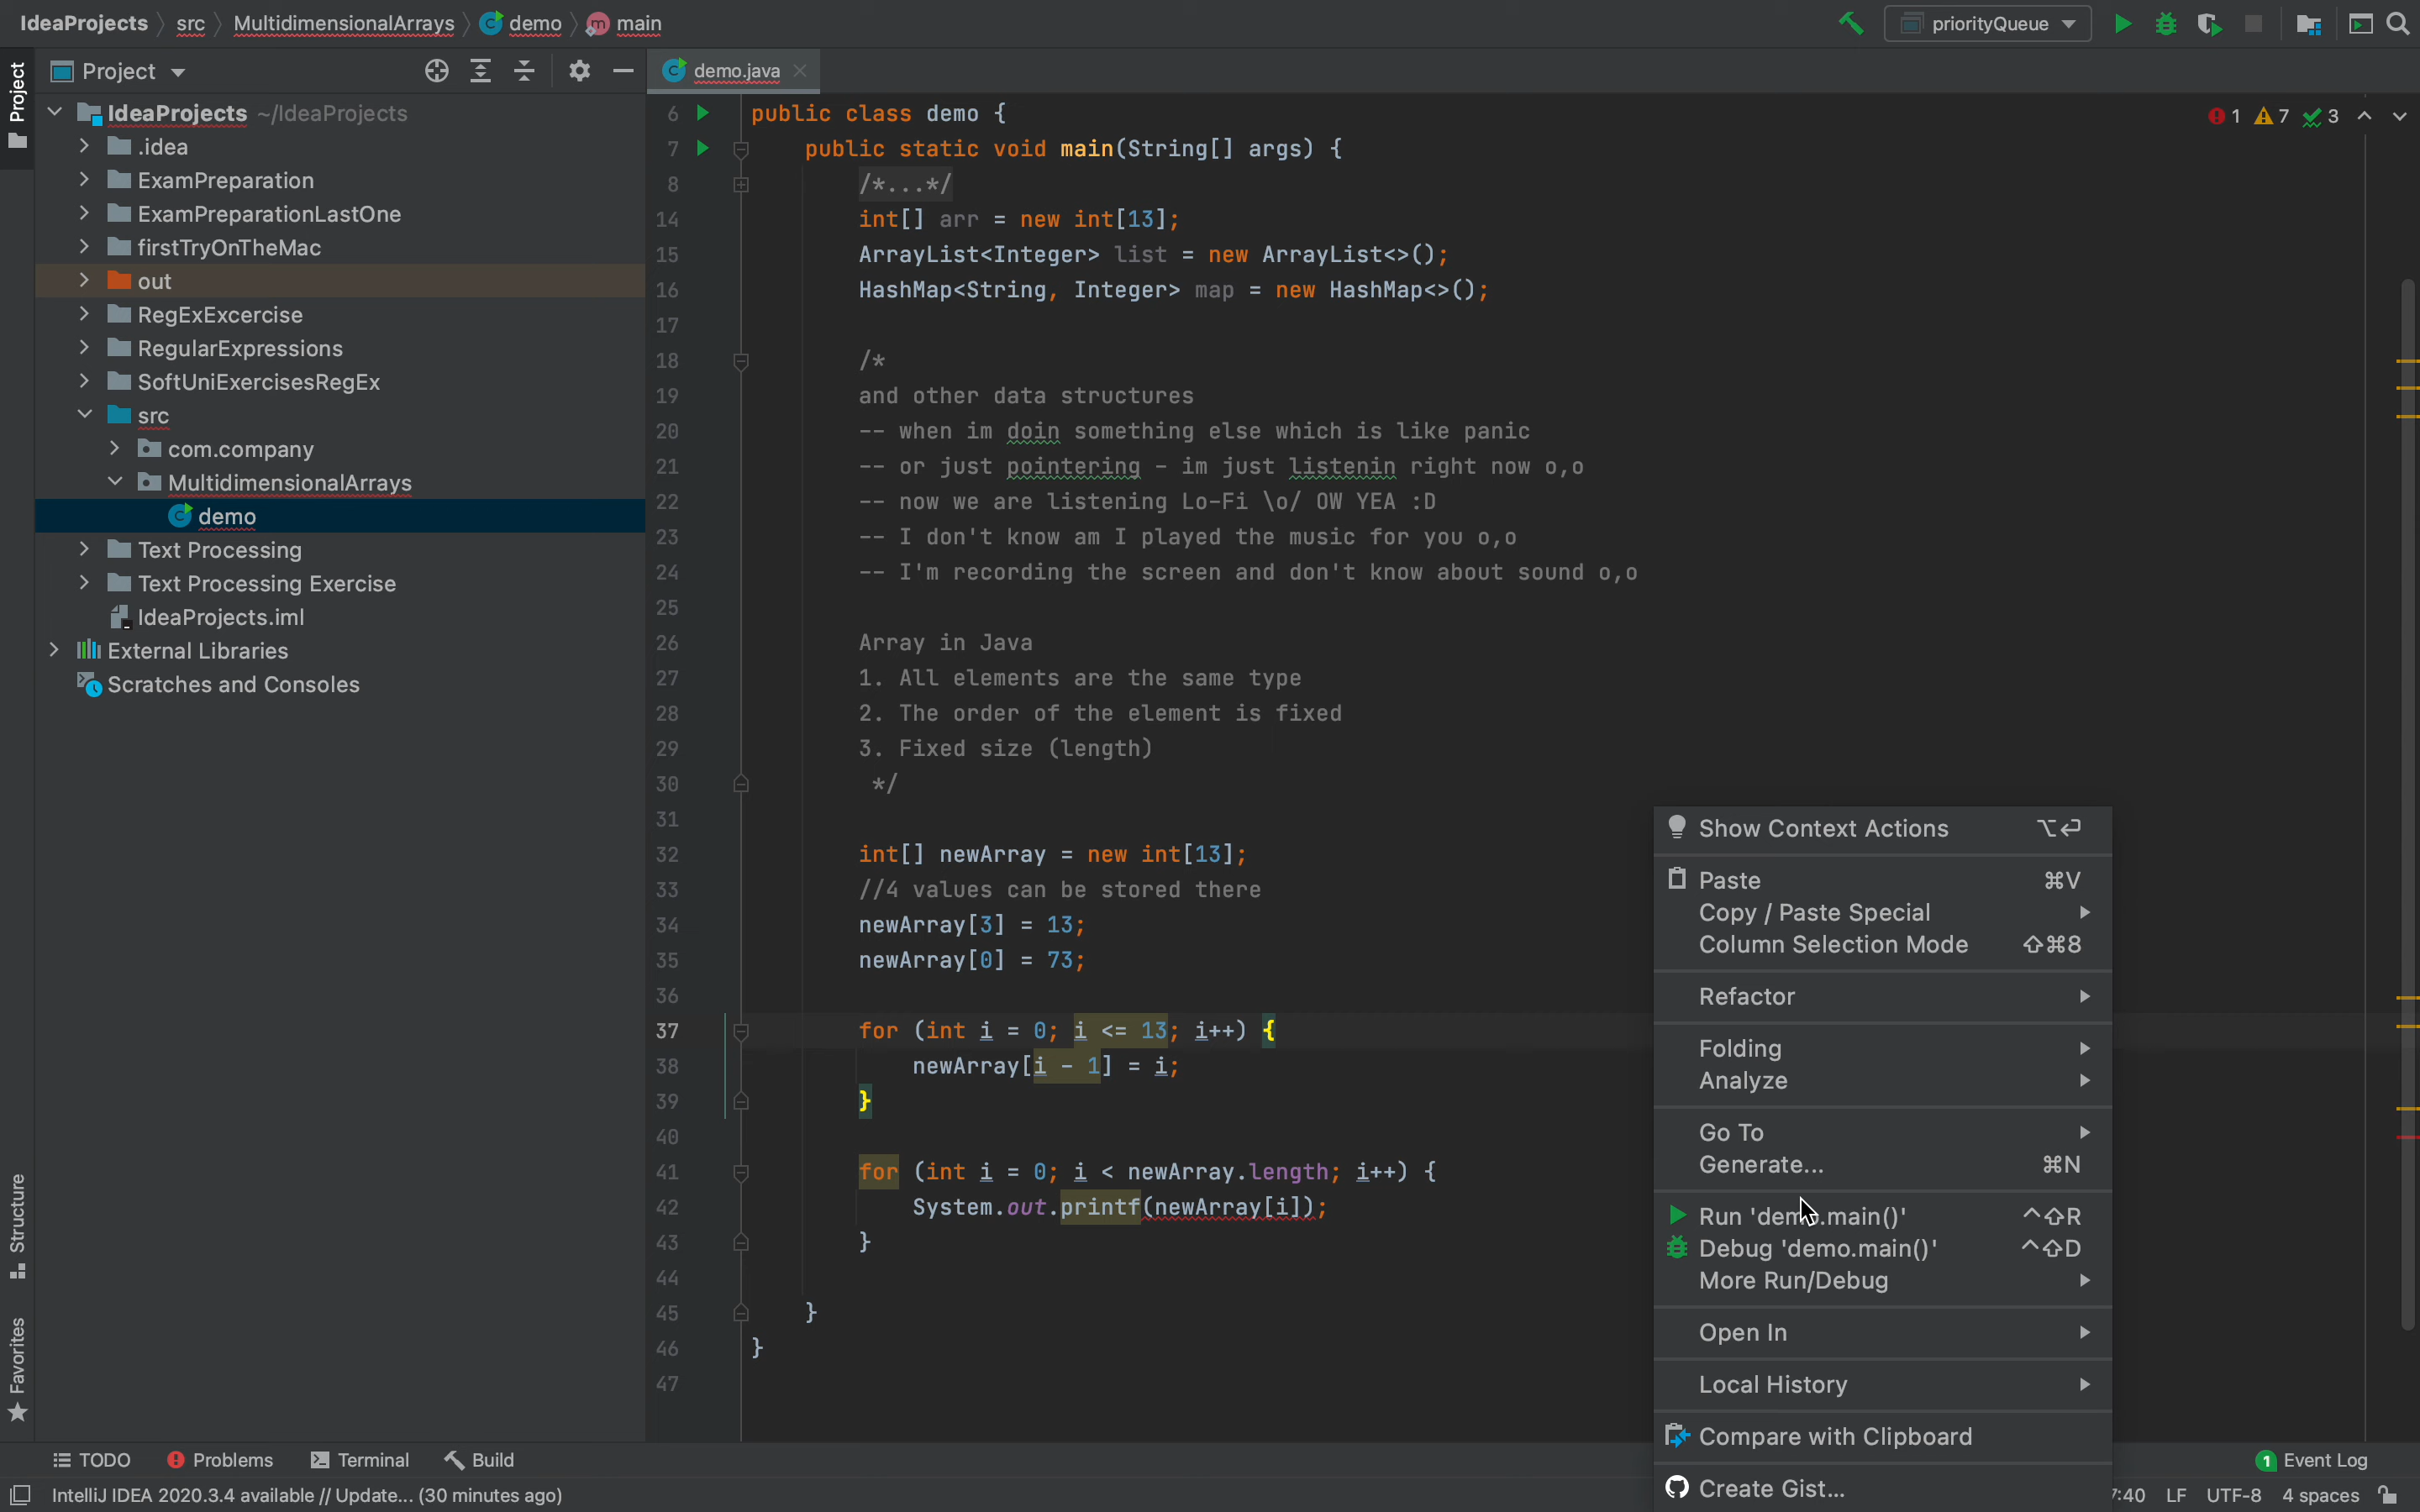 IdeaProjects src MultidimensionalArrays demo main
priorityQueue
Project
Project
demo.java
IdeaProjects ~/IdeaProjects
.idea
ExamPreparation
ExamPreparationLastOne
firstTryOnTheMac
out
RegExExcercise
RegularExpressions
SoftUniExercisesRegEx
src
com.company
MultidimensionalArrays
demo
Text Processing
Text Processing Exercise
IdeaProjects.iml
External Libraries
Scratches and Consoles
Structure
Favorites
1 7 3
6 public class demo {
7 public static void main(String[] args) {
8 /*...*/
14 int[] arr = new int[13];
15 ArrayList<Integer> list = new ArrayList<>();
16 HashMap<String, Integer> map = new HashMap<>();
17
18 /*
19 and other data structures
20 -- when im doin something else which is like panic
21 -- or just pointering - im just listenin right now o,o
22 -- now we are listening Lo-Fi \o/ OW YEA :D
23 -- I don't know am I played the music for you o,o
24 -- I'm recording the screen and don't know about sound o,o
25
26 Array in Java
27 1. All elements are the same type
28 2. The order of the element is fixed
29 3. Fixed size (length)
30 */
31
32 int[] newArray = new int[13];
33 //4 values can be stored there
34 newArray[3] = 13;
35 newArray[0] = 73;
36
37 for (int i = 0; i <= 13; i++) {
38 newArray[i - 1] = i;
39 }
40
41 for (int i = 0; i < newArray.length; i++) {
42 System.out.printf(newArray[i]);
43 }
44
45 }
46 }
47
Show Context Actions ⌥⏎
Paste ⌘V
Copy / Paste Special
Column Selection Mode ⇧⌘8
Refactor
Folding
Analyze
Go To
Generate... ⌘N
Run 'demo.main()' ⌃⇧R
Debug 'demo.main()' ⌃⇧D
More Run/Debug
Open In
Local History
Compare with Clipboard
Create Gist...
TODO Problems Terminal Build
1 Event Log
IntelliJ IDEA 2020.3.4 available // Update... (30 minutes ago)
:40 LF UTF-8 4 spaces